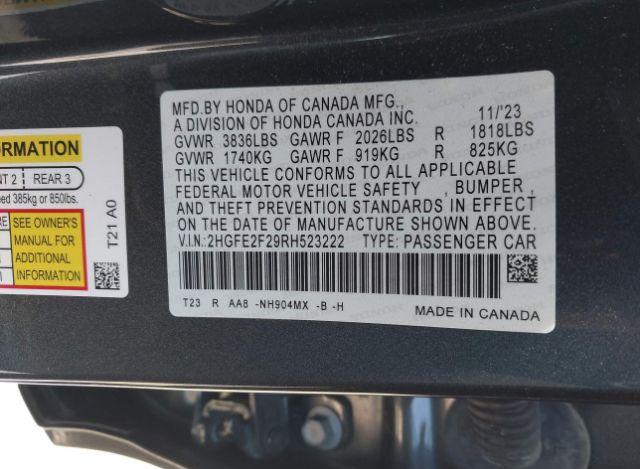 ORMATION
NT 2 REAR 3
eed 385kg or 850lbs.
RE SEE OWNER'S
MANUAL FOR
ADDITIONAL
INFORMATION
T21 A0
MFD.BY HONDA OF CANADA MFG., 11/'23
A DIVISION OF HONDA CANADA INC.
GVWR 3836LBS GAWR F 2026LBS R 1818LBS
GVWR 1740KG GAWR F 919KG R 825KG
THIS VEHICLE CONFORMS TO ALL APPLICABLE
FEDERAL MOTOR VEHICLE SAFETY , BUMPER ,
AND THEFT PREVENTION STANDARDS IN EFFECT
ON THE DATE OF MANUFACTURE SHOWN ABOVE.
V.I.N.:2HGFE2F29RH523222 TYPE: PASSENGER CAR
T23 R AA8 -NH904MX -B -H
MADE IN CANADA